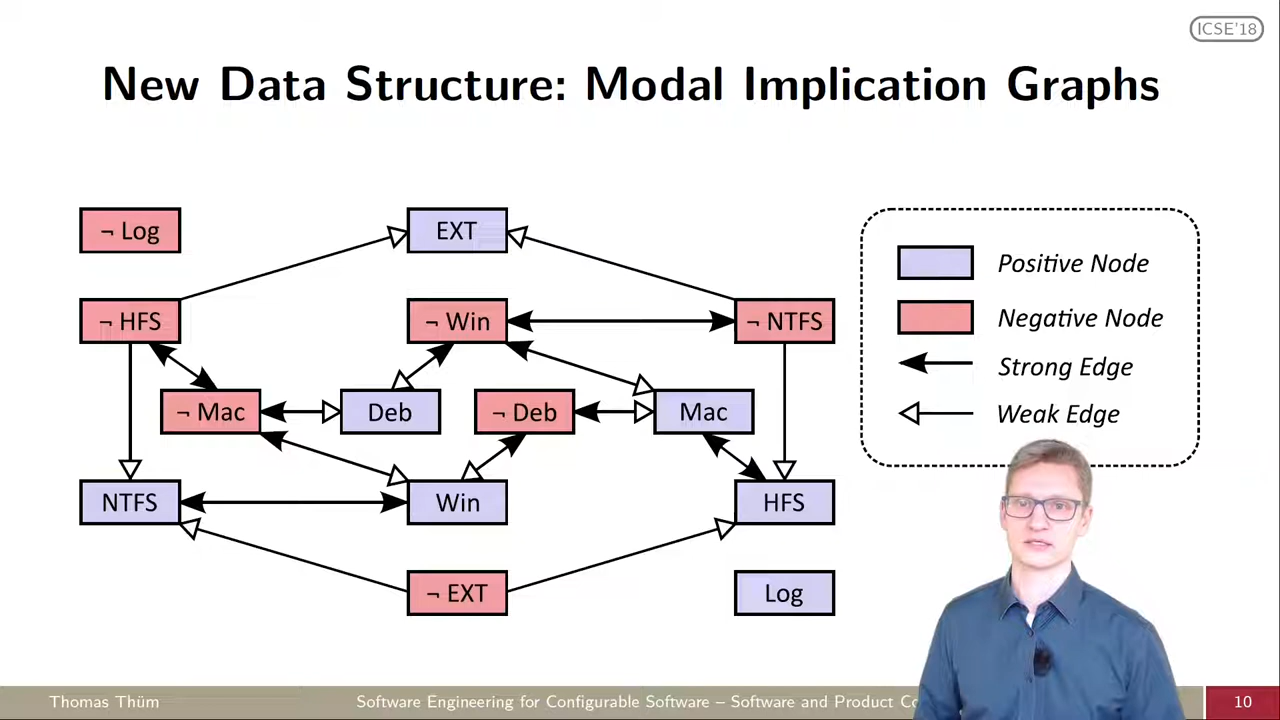 ICSE'18
New Data Structure: Modal Implication Graphs
¬ Log
EXT
¬ HFS
¬ Win
¬ NTFS
¬ Mac
Deb
¬ Deb
Mac
NTFS
Win
HFS
¬ EXT
Log
Positive Node
Negative Node
Strong Edge
Weak Edge
Thomas Thüm
Software Engineering for Configurable Software – Software and Product Co
10